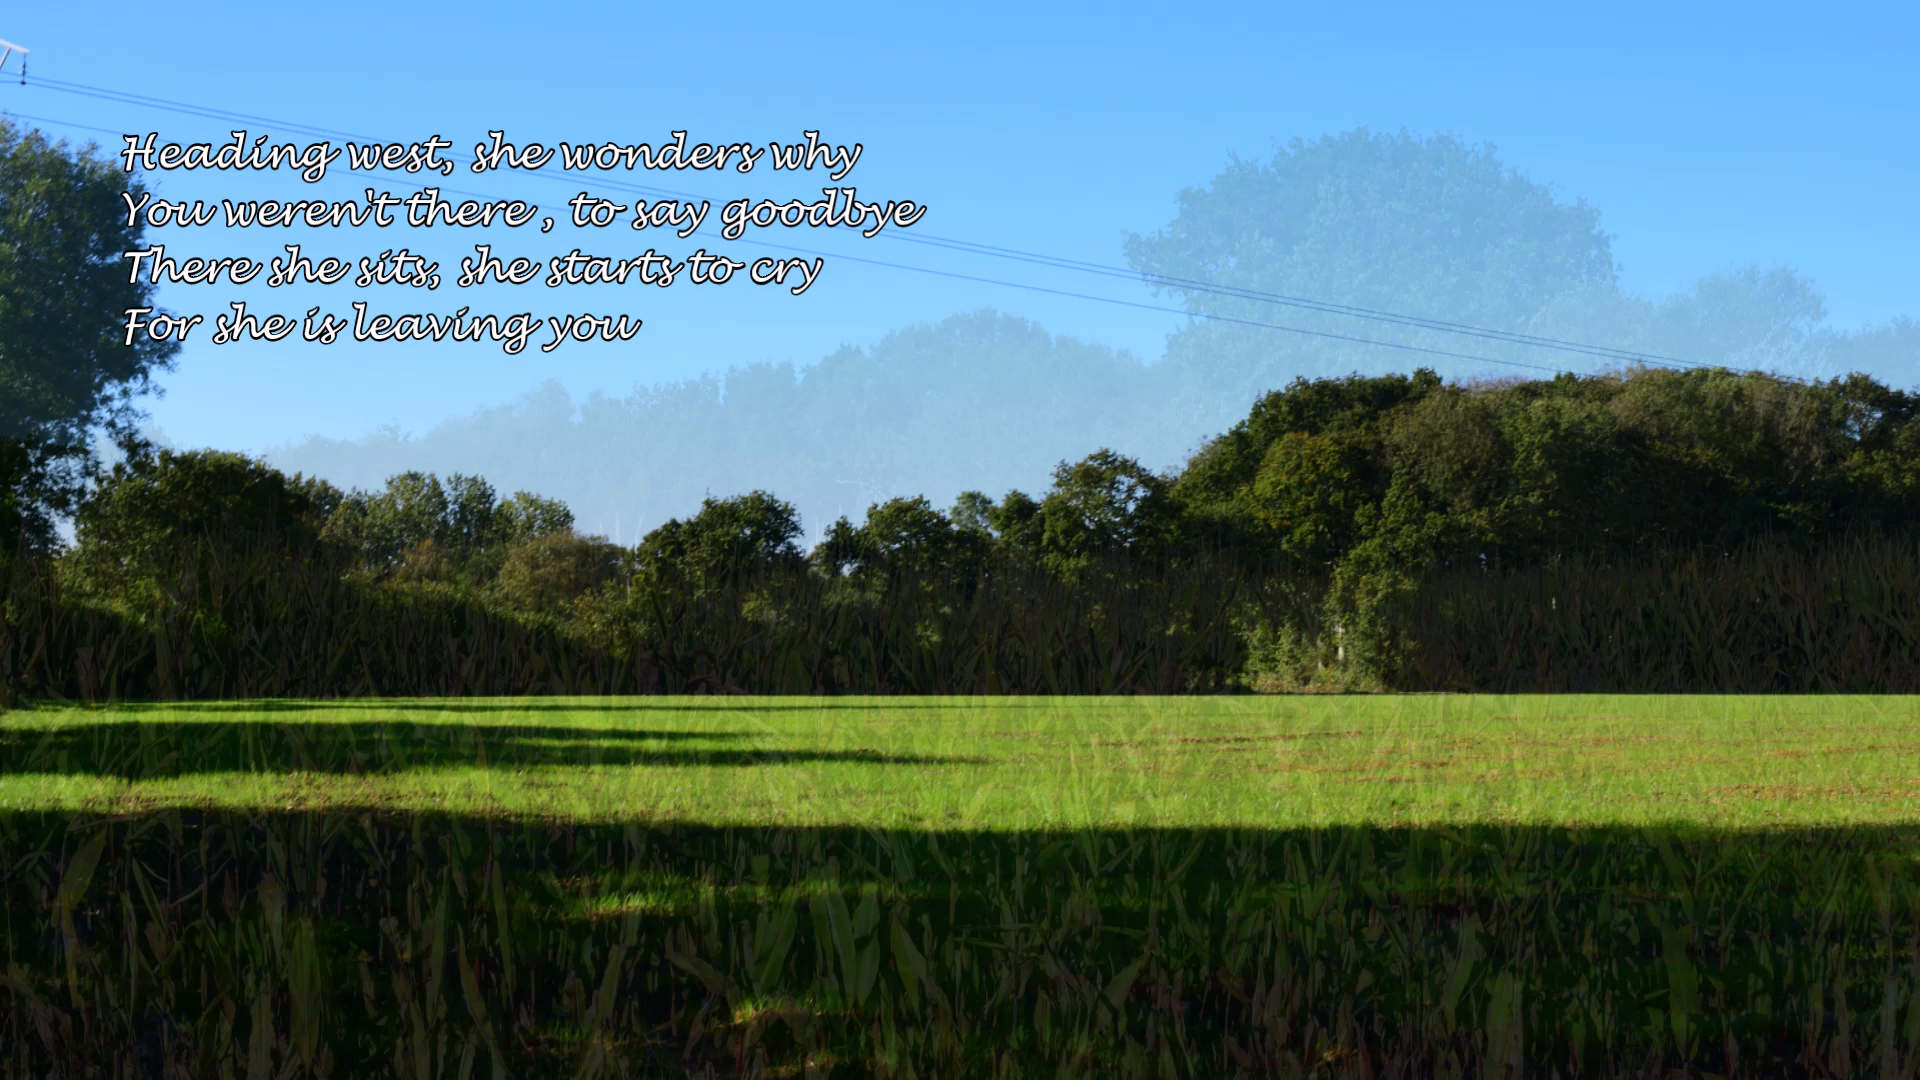 Heading west, she wonders why
You weren't there , to say goodbye
There she sits, she starts to cry
For she is leaving you